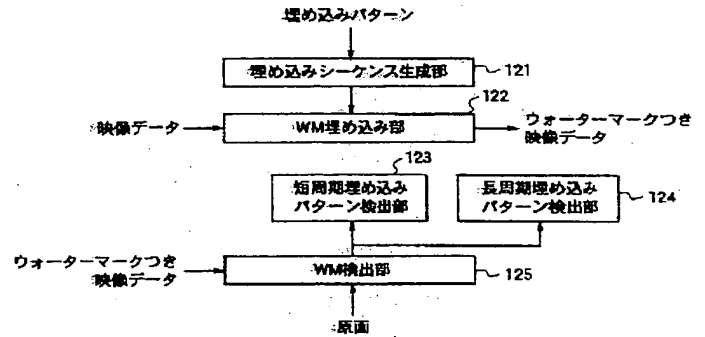 埋め込みパターン
埋め込みシーケンス生成部
121
122
映像データ
WM埋め込み部
ウォーターマークつき
映像データ
123
短周期埋め込み
パターン検出部
長周期埋め込み
パターン検出部
124
ウォーターマークつき
映像データ
WM検出部
125
原画